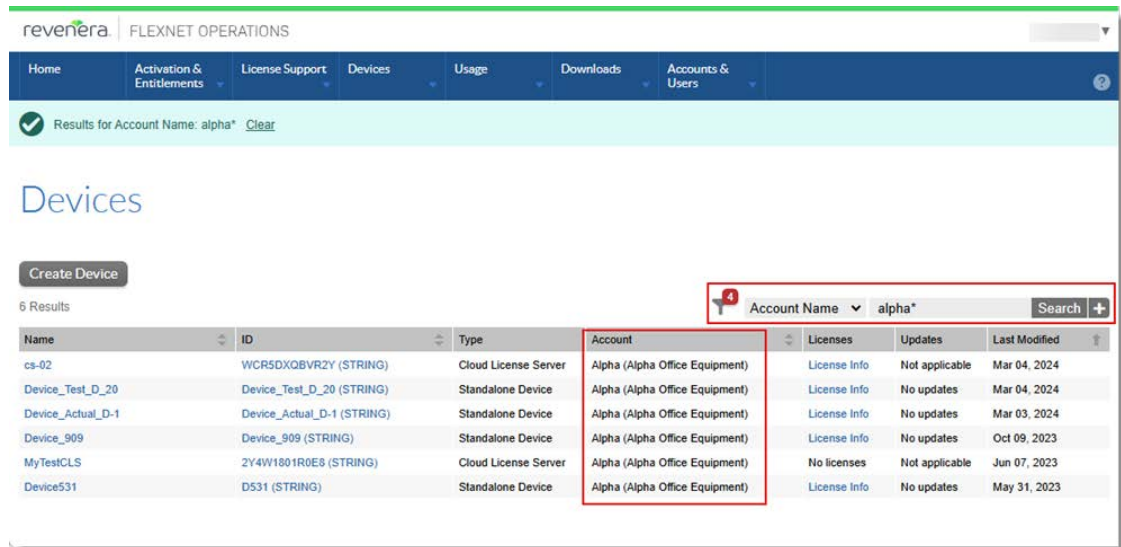 revenera. FLEXNET OPERATIONS
Home Activation & Entitlements License Support Devices Usage Downloads Accounts & Users ?
Results for Account Name: alpha* Clear
Devices
Create Device
6 Results 4 Account Name alpha* Search +
Name ID Type Account Licenses Updates Last Modified
cs-02 WCR5DXQBVR2Y (STRING) Cloud License Server Alpha (Alpha Office Equipment) License Info Not applicable Mar 04, 2024
Device_Test_D_20 Device_Test_D_20 (STRING) Standalone Device Alpha (Alpha Office Equipment) License Info No updates Mar 04, 2024
Device_Actual_D-1 Device_Actual_D-1 (STRING) Standalone Device Alpha (Alpha Office Equipment) License Info No updates Mar 03, 2024
Device_909 Device_909 (STRING) Standalone Device Alpha (Alpha Office Equipment) License Info No updates Oct 09, 2023
MyTestCLS 2Y4W1801R0E8 (STRING) Cloud License Server Alpha (Alpha Office Equipment) No licenses Not applicable Jun 07, 2023
Device531 D531 (STRING) Standalone Device Alpha (Alpha Office Equipment) License Info No updates May 31, 2023